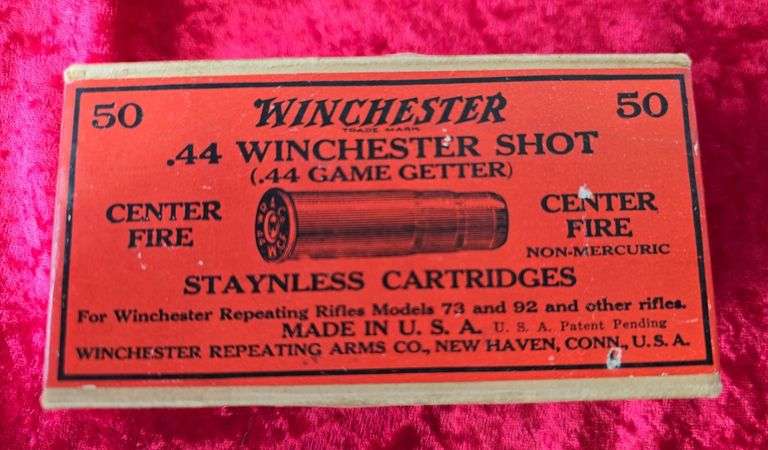 50 WINCHESTER 50
TRADE MARK
.44 WINCHESTER SHOT
(.44 GAME GETTER)
CENTER FIRE
CENTER FIRE
NON-MERCURIC
STAYNLESS CARTRIDGES
For Winchester Repeating Rifles Models 73 and 92 and other rifles.
MADE IN U. S. A. U. S. A. Patent Pending
WINCHESTER REPEATING ARMS CO., NEW HAVEN, CONN., U. S. A.